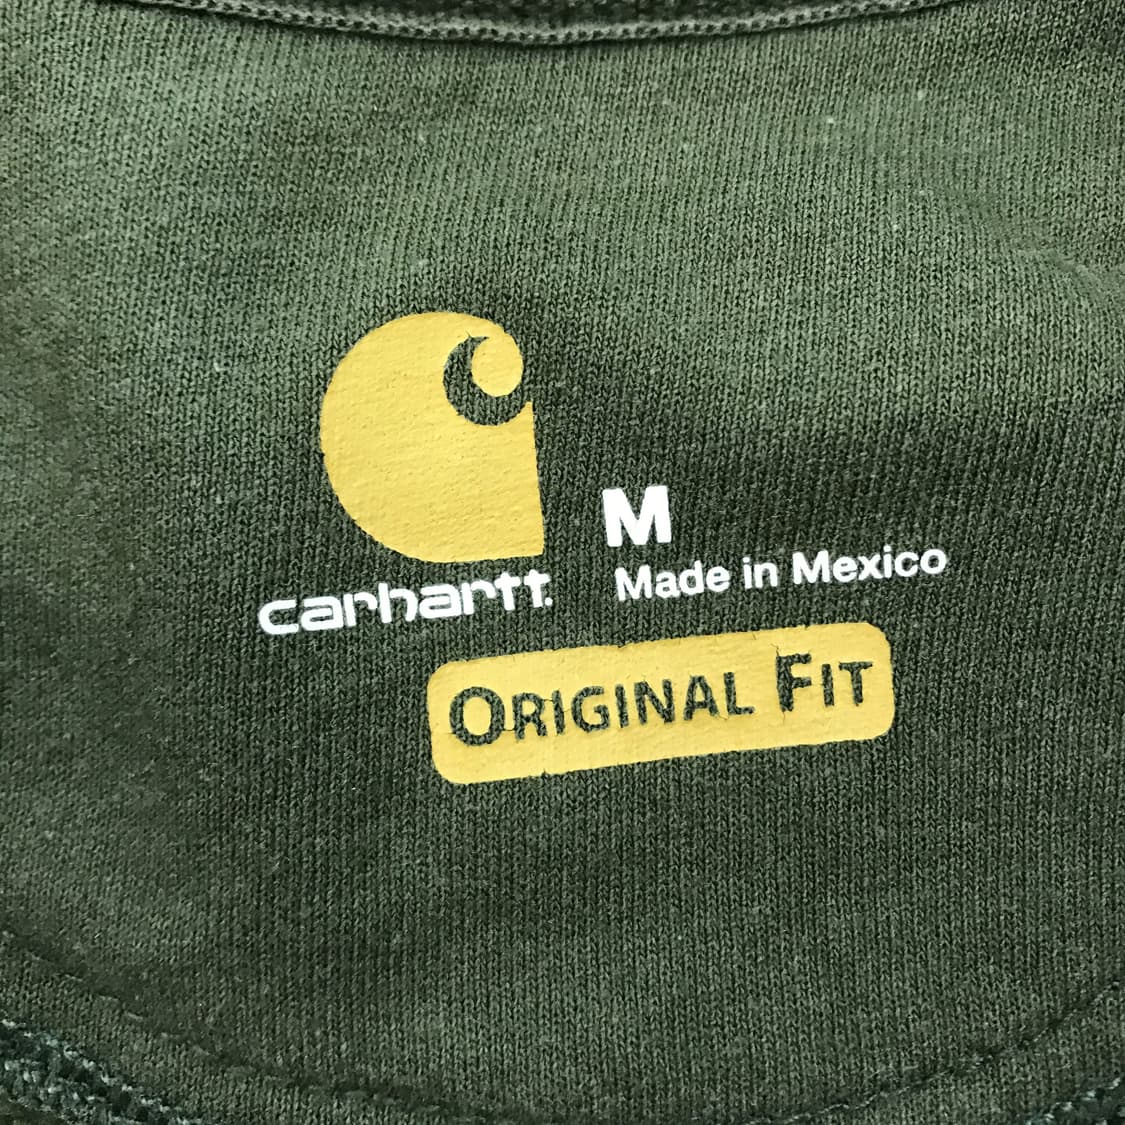 M
Made in Mexico
carhartt.
ORIGINAL FIT